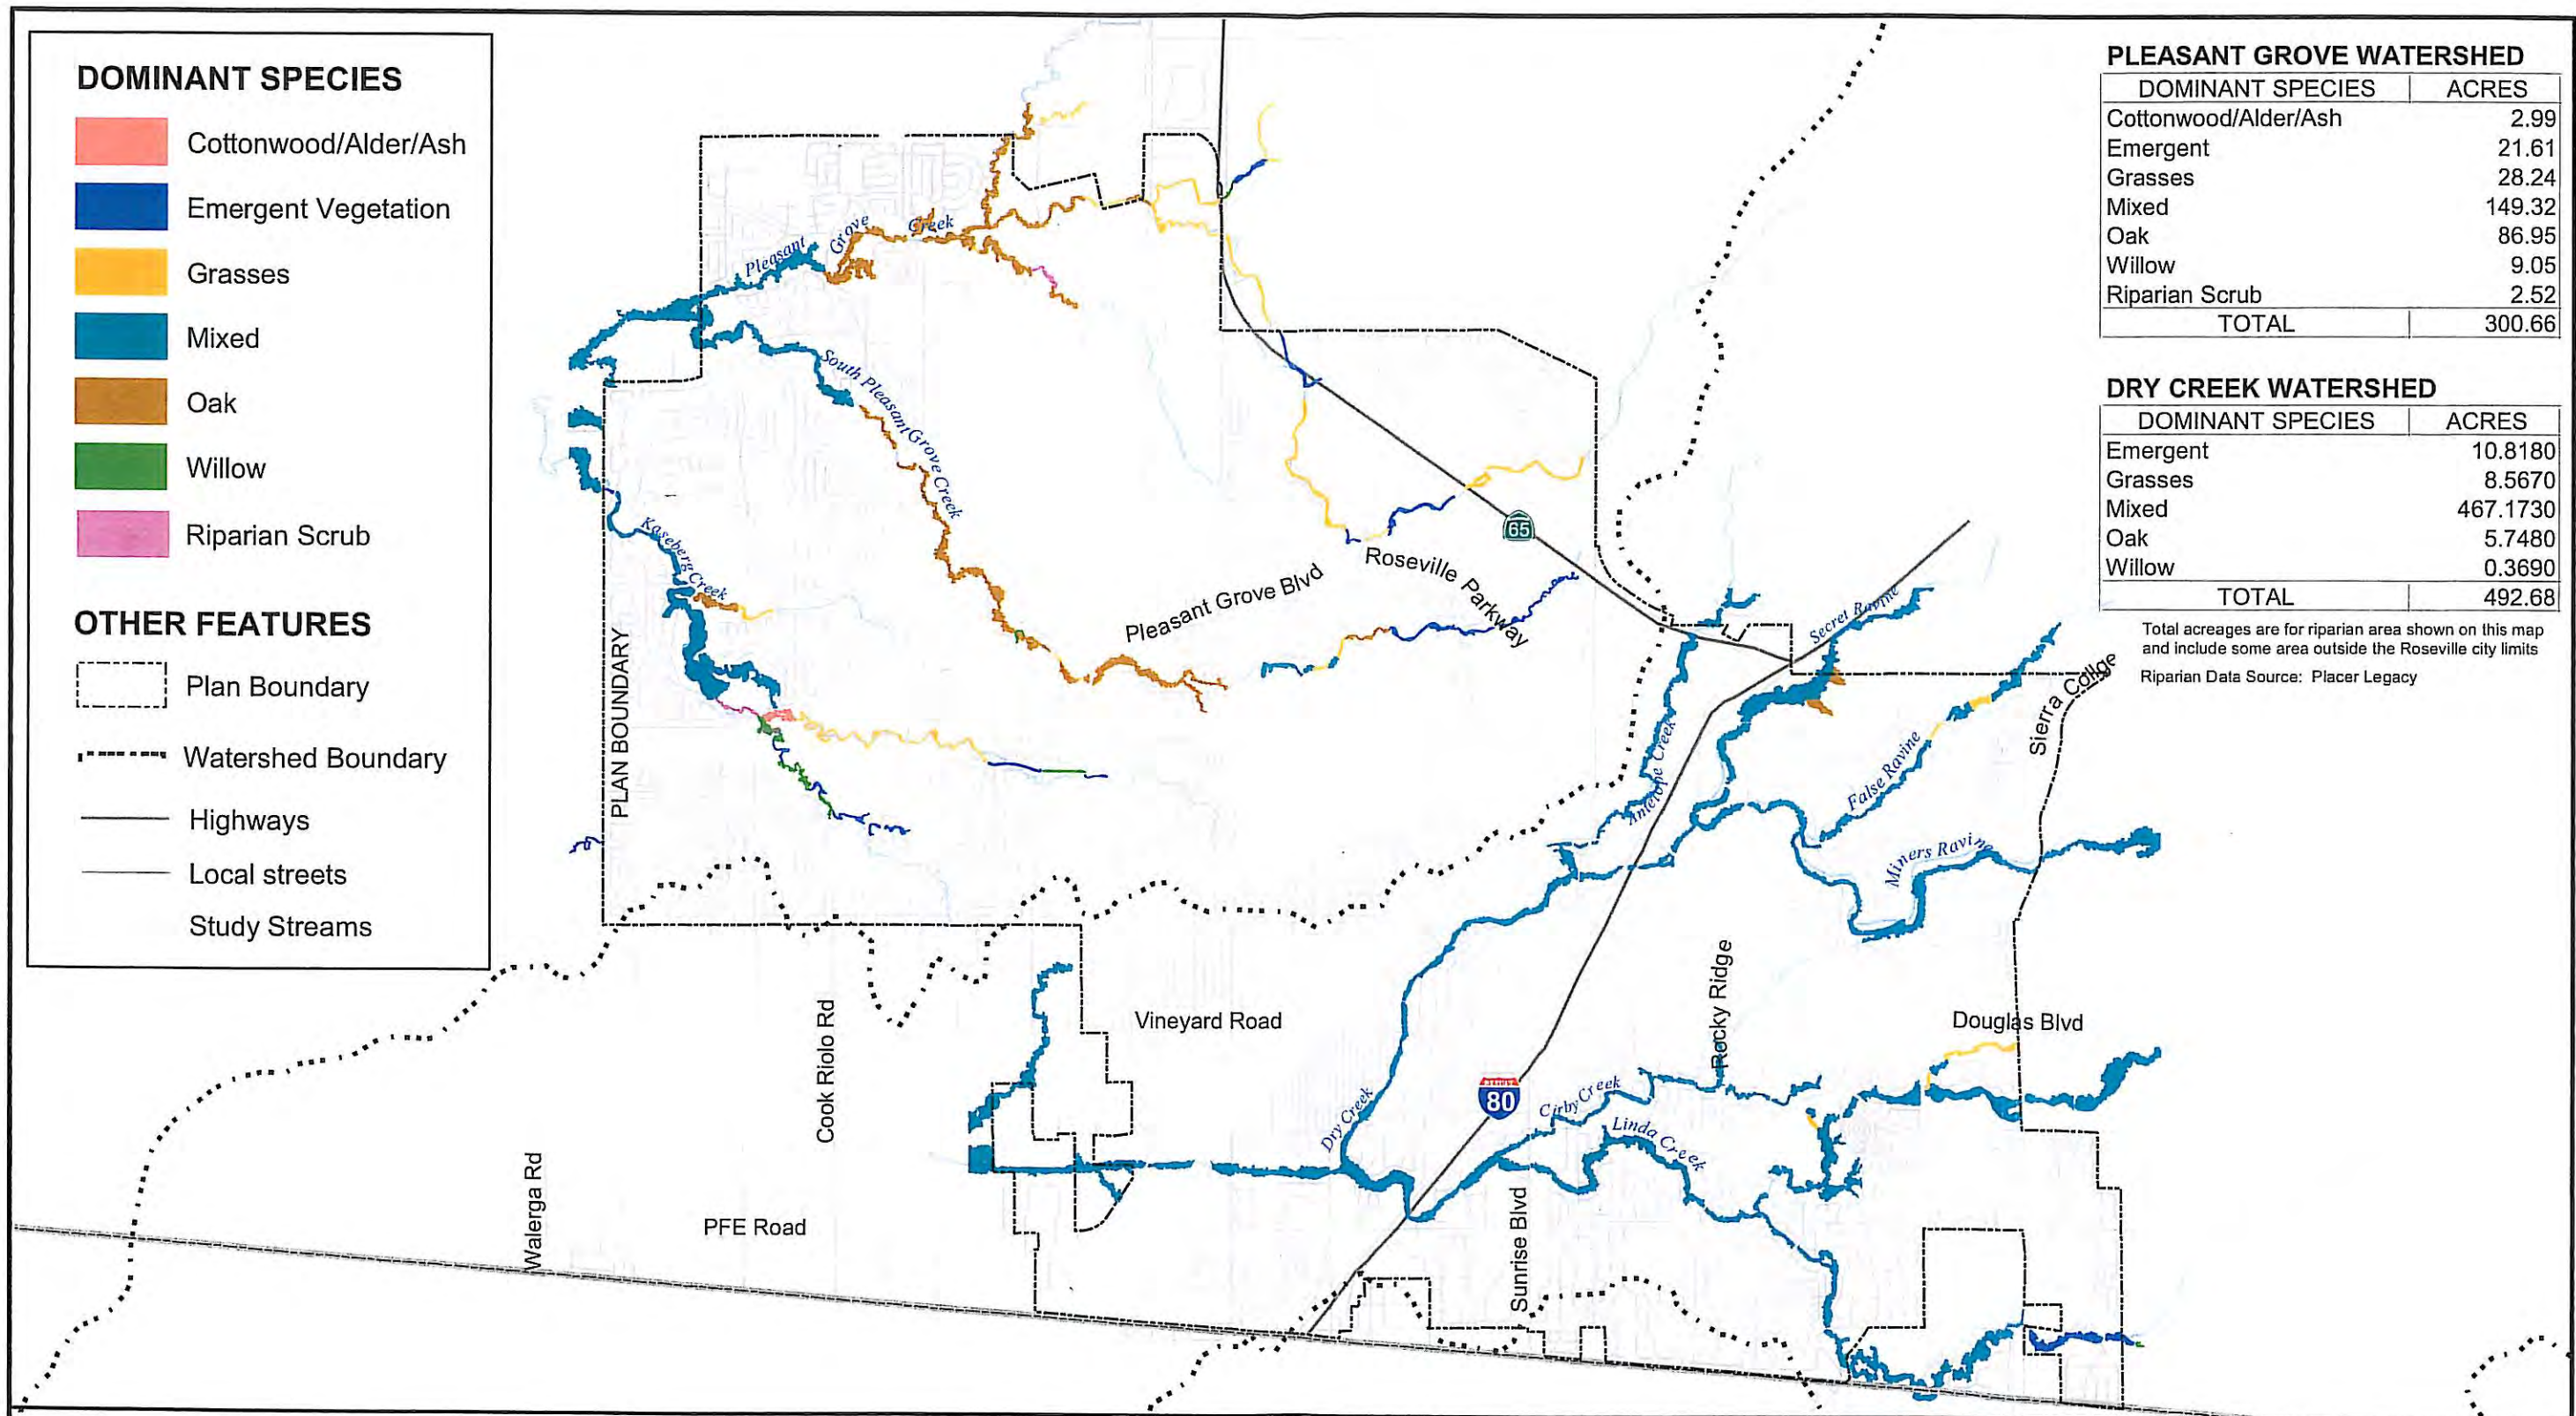 DOMINANT SPECIES
Cottonwood/Alder/Ash
Emergent Vegetation
Grasses
Mixed
Oak
Willow
Riparian Scrub
OTHER FEATURES
Plan Boundary
Watershed Boundary
Highways
Local streets
Study Streams
PLEASANT GROVE WATERSHED
DOMINANT SPECIES ACRES
Cottonwood/Alder/Ash 2.99
Emergent 21.61
Grasses 28.24
Mixed 149.32
Oak 86.95
Willow 9.05
Riparian Scrub 2.52
TOTAL 300.66
DRY CREEK WATERSHED
DOMINANT SPECIES ACRES
Emergent 10.8180
Grasses 8.5670
Mixed 467.1730
Oak 5.7480
Willow 0.3690
TOTAL 492.68
Total acreages are for riparian area shown on this map
and include some area outside the Roseville city limits
Riparian Data Source: Placer Legacy
Pleasant Grove Creek
South Pleasant Grove Creek
Kaseberg Creek
PLAN BOUNDARY
Pleasant Grove Blvd
Roseville Parkway
65
Secret Ravine
Antelope Creek
False Ravine
Sierra Collge
Miners Ravine
Rocky Ridge
Douglas Blvd
Vineyard Road
Cook Riolo Rd
Dry Creek
80
Cirby Creek
Linda Creek
Sunrise Blvd
Walerga Rd
PFE Road